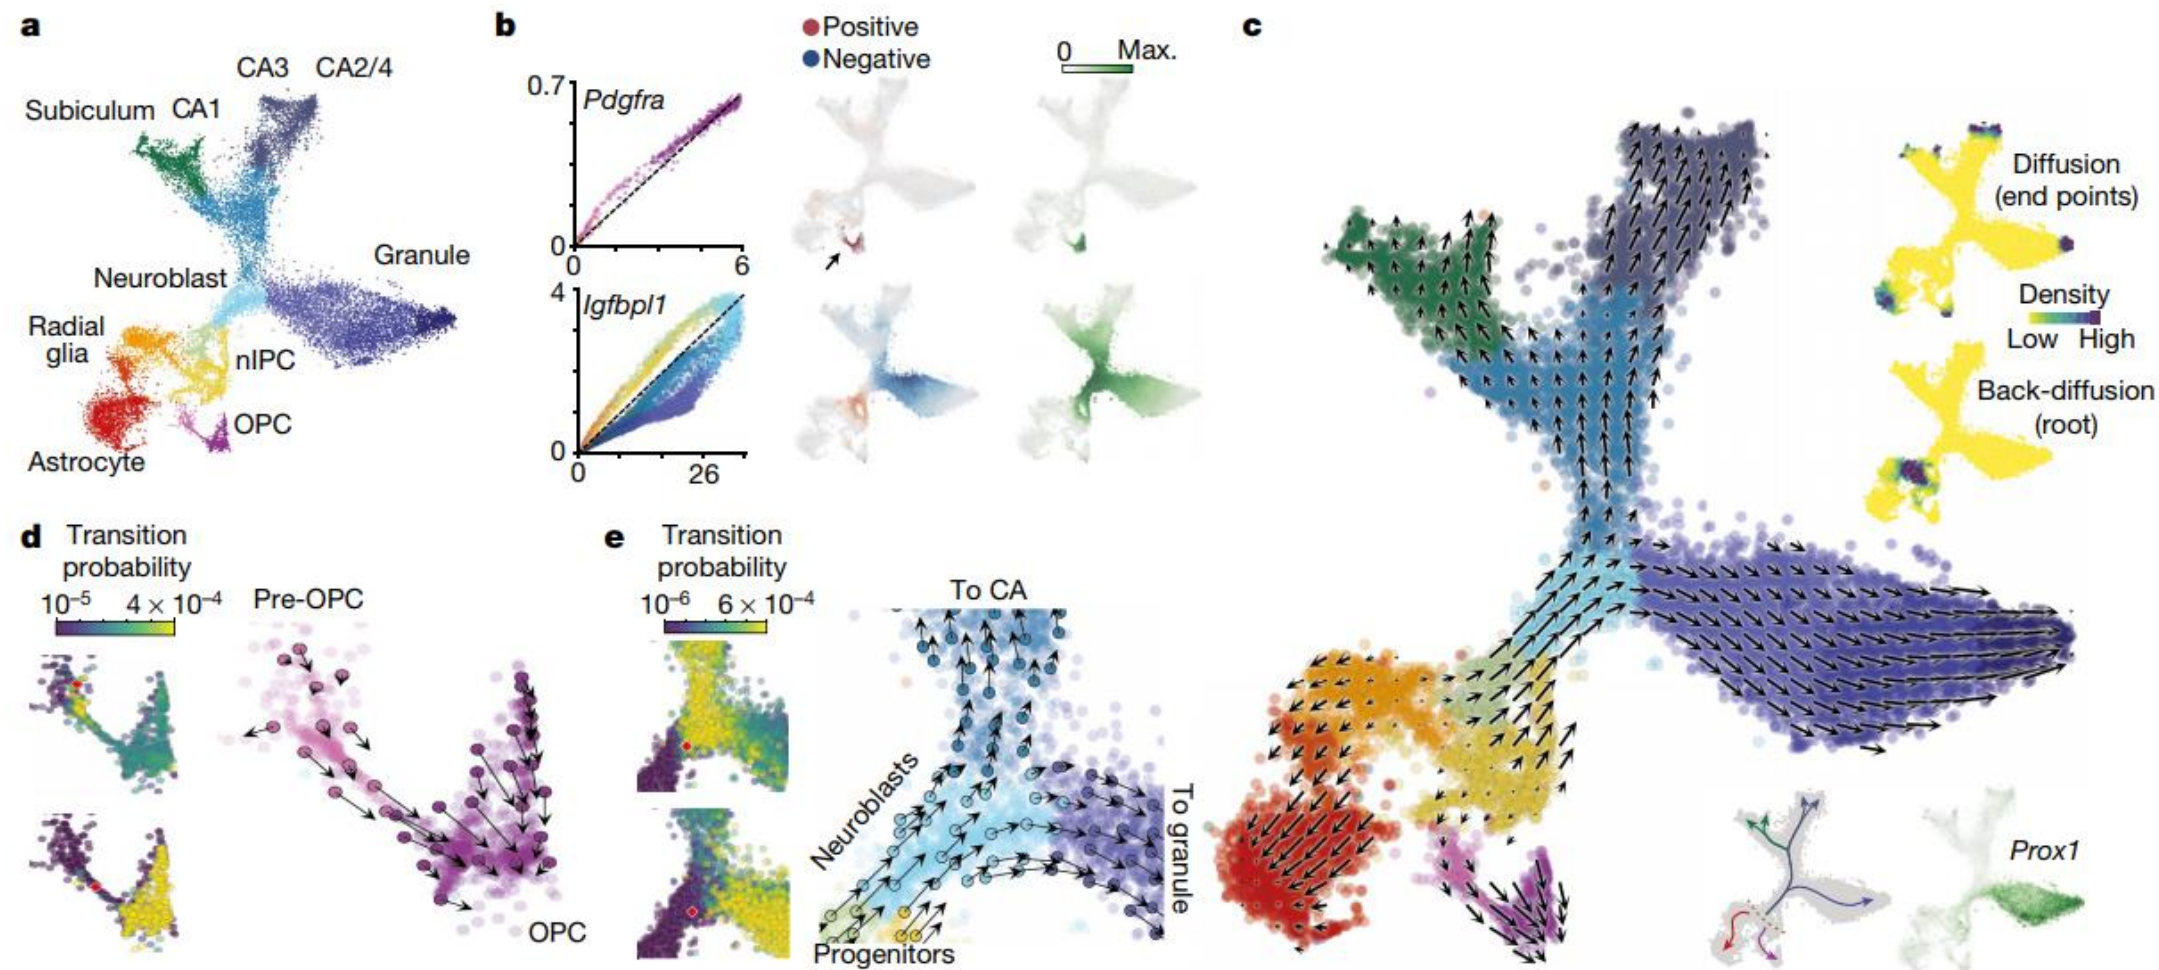 a
CA3 CA2/4
Subiculum CA1
Granule
Neuroblast
Radial
glia
nIPC
OPC
Astrocyte
b
Positive
Negative
0 Max.
0.7
Pdgfra
0
0 6
4
Igfbpl1
0
0 26
c
Diffusion
(end points)
Density
Low High
Back-diffusion
(root)
Prox1
d
Transition
probability
10⁻⁵ 4 × 10⁻⁴
Pre-OPC
OPC
e
Transition
probability
10⁻⁶ 6 × 10⁻⁴
To CA
Neuroblasts
To granule
Progenitors